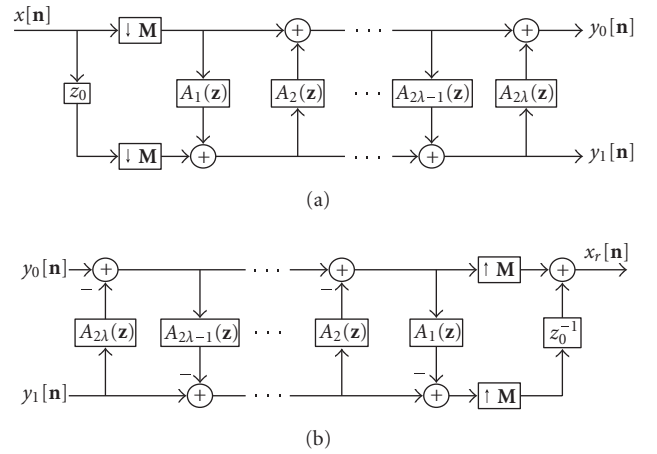 x[n]
↓ M
+
· · ·
+
y₀[n]
z₀
A₁(z)
A₂(z)
· · ·
A₂λ₋₁(z)
A₂λ(z)
↓ M
+
· · ·
+
y₁[n]
(a)
y₀[n]
+
· · ·
+
↑ M
+
xᵣ[n]
−
−
A₂λ(z)
A₂λ₋₁(z)
· · ·
A₂(z)
A₁(z)
z₀⁻¹
−
−
y₁[n]
+
· · ·
+
↑ M
(b)